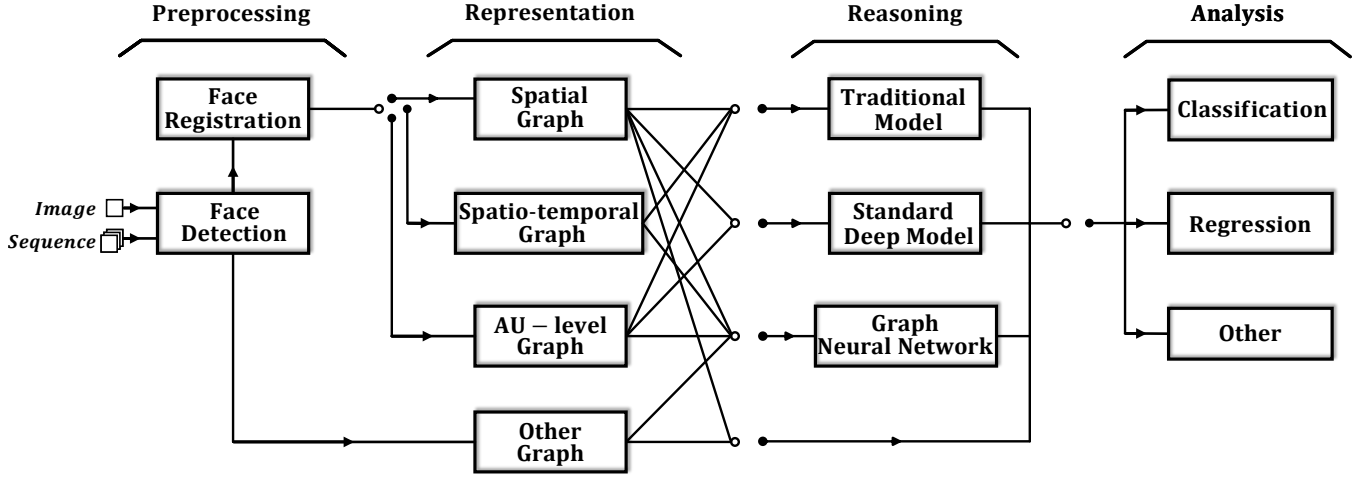 Preprocessing
Representation
Reasoning
Analysis
Face
Registration
Spatial
Graph
Traditional
Model
Classification
Image
Sequence
Face
Detection
Spatio-temporal
Graph
Standard
Deep Model
Regression
AU – level
Graph
Graph
Neural Network
Other
Other
Graph